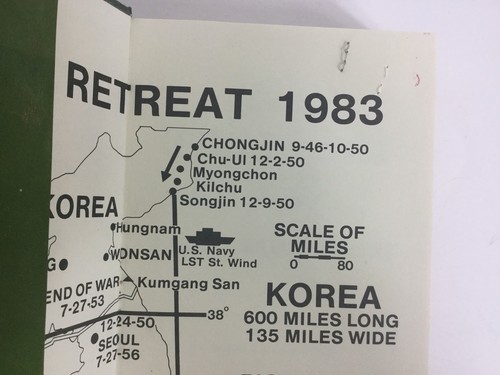 RETREAT 1983
CHONGJIN 9-46-10-50
Chu-Ul 12-2-50
Myongchon
Kilchu
Songjin 12-9-50
KOREA
Hungnam
U.S. Navy
LST St. Wind
SCALE OF
MILES
0 80
WONSAN
G
Kumgang San
END OF WAR
7-27-53
KOREA
600 MILES LONG
135 MILES WIDE
38°
12-24-50
SEOUL
7-27-56